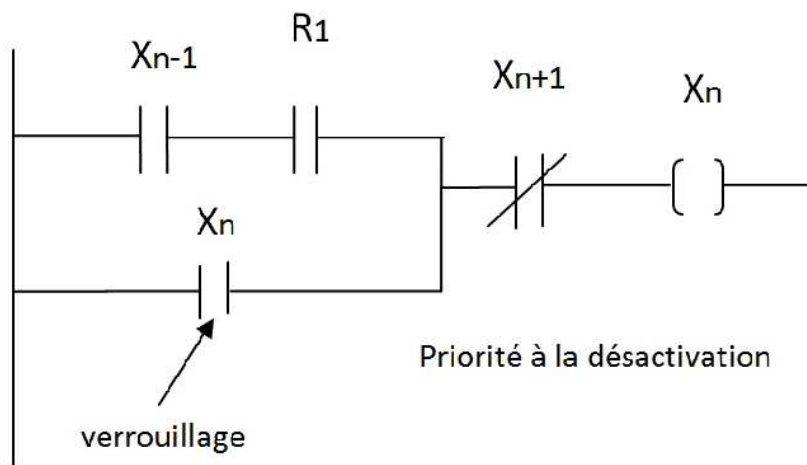 R1
Xn-1
Xn+1
Xn
Xn
Priorité à la désactivation
verrouillage